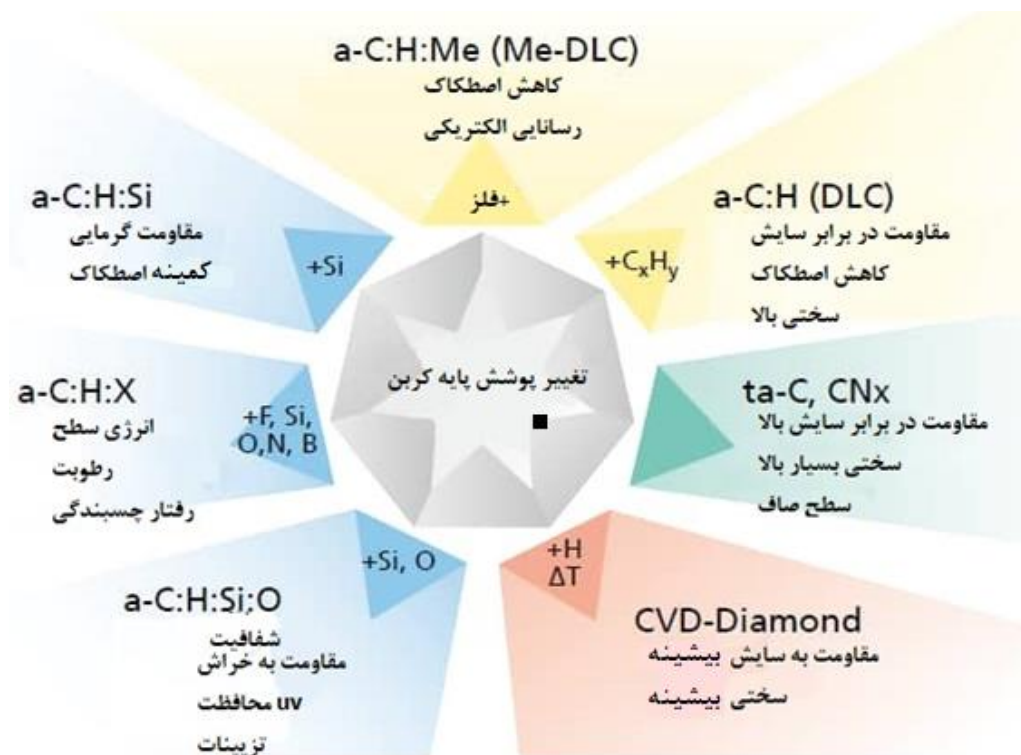 a-C:H:Me (Me-DLC)
کاهش اصطکاک
رسانایی الکتریکی
+فلز
a-C:H (DLC)
مقاومت در برابر سایش
کاهش اصطکاک
سختی بالا
+CxHy
ta-C, CNx
مقاومت در برابر سایش بالا
سختی بسیار بالا
سطح صاف
CVD-Diamond
مقاومت به سایش بیشینه
سختی بیشینه
+H
ΔT
a-C:H:Si:O
شفافیت
مقاومت به خراش
uv محافظت
تزیینات
+Si, O
a-C:H:X
انرژی سطح
رطوبت
رفتار چسبندگی
+F, Si,
O,N, B
a-C:H:Si
مقاومت گرمایی
کمینه اصطکاک
+Si
تغییر پوشش پایه کربن